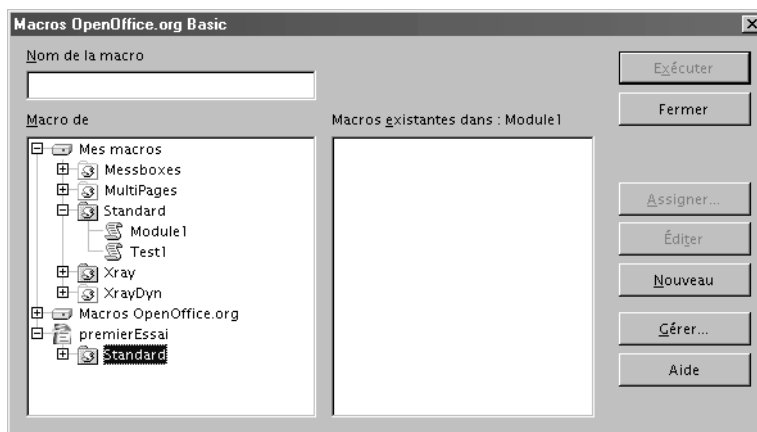 Macros OpenOffice.org Basic
Nom de la macro
Exécuter
Fermer
Macro de
Macros existantes dans : Module1
Mes macros
Messboxes
MultiPages
Standard
Module1
Test1
Xray
XrayDyn
Macros OpenOffice.org
premierEssai
Standard
Assigner...
Éditer
Nouveau
Gérer...
Aide